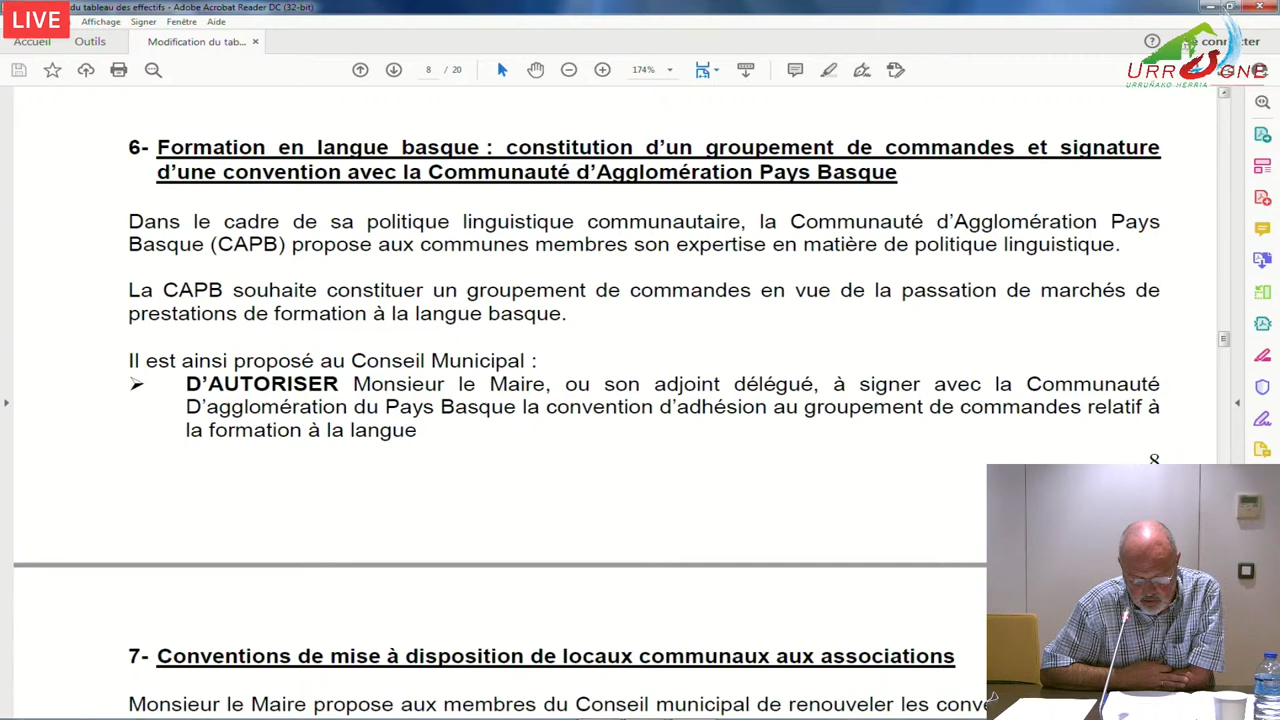 LIVE
du tableau des effectifs - Adobe Acrobat Reader DC (32-bit)
Affichage Signer Fenêtre Aide
Accueil Outils Modification du tab... ×
8 / 20 174%
URROGNE
URRUÑAKO HERRIA
6- Formation en langue basque : constitution d’un groupement de commandes et signature
d’une convention avec la Communauté d’Agglomération Pays Basque
Dans le cadre de sa politique linguistique communautaire, la Communauté d’Agglomération Pays
Basque (CAPB) propose aux communes membres son expertise en matière de politique linguistique.
La CAPB souhaite constituer un groupement de commandes en vue de la passation de marchés de
prestations de formation à la langue basque.
Il est ainsi proposé au Conseil Municipal :
➢ D’AUTORISER Monsieur le Maire, ou son adjoint délégué, à signer avec la Communauté
D’agglomération du Pays Basque la convention d’adhésion au groupement de commandes relatif à
la formation à la langue
8
7- Conventions de mise à disposition de locaux communaux aux associations
Monsieur le Maire propose aux membres du Conseil municipal de renouveler les conve